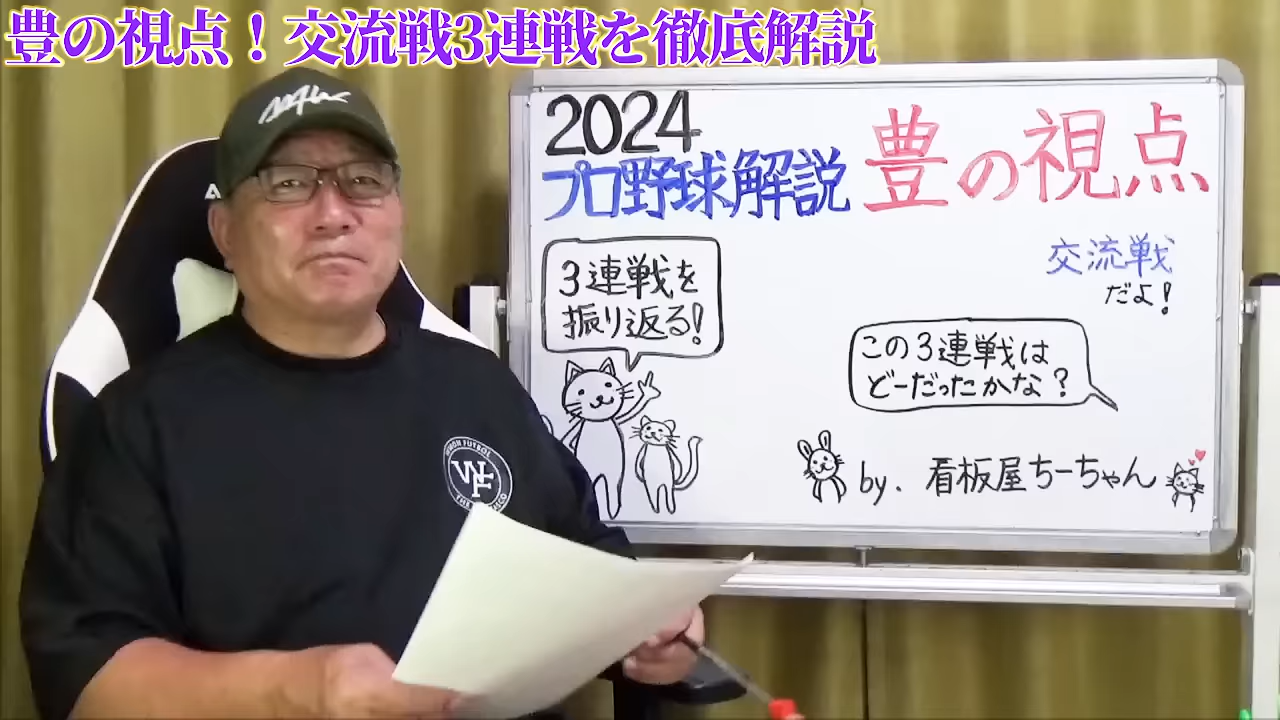 豊の視点！交流戦3連戦を徹底解説
2024
プロ野球解説 豊の視点
交流戦
だよ！
3連戦を
振り返る!
この3連戦は
どーだったかな？
by. 看板屋ちーちゃん